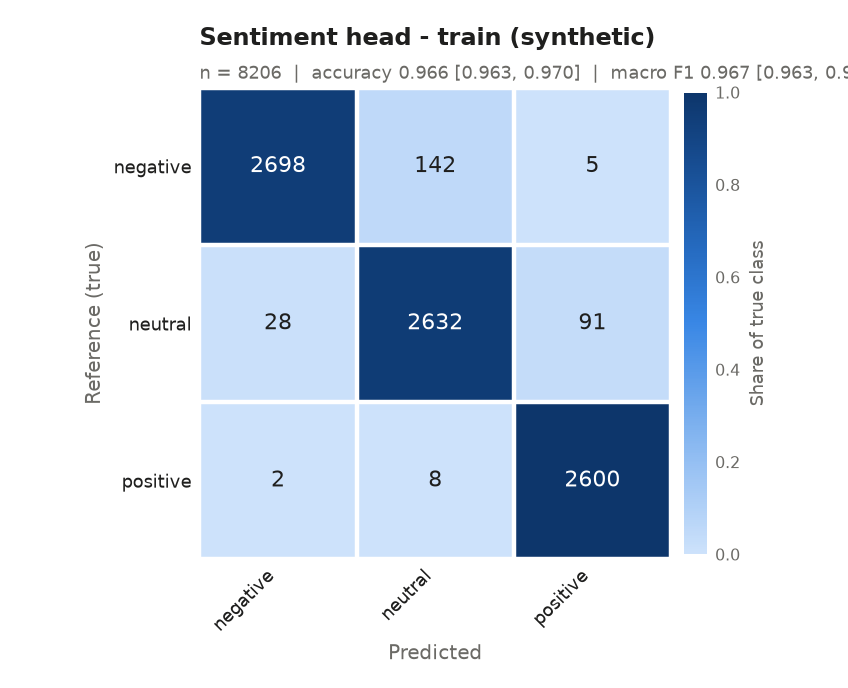 Sentiment head - train (synthetic)
n = 8206 | accuracy 0.966 [0.963, 0.970] | macro F1 0.967 [0.963, 0.9
1.0
negative 2698 142 5
0.8
0.6
Reference (true)
neutral 28 2632 91
Share of true class
0.4
0.2
positive 2 8 2600
0.0
negative neutral positive
Predicted